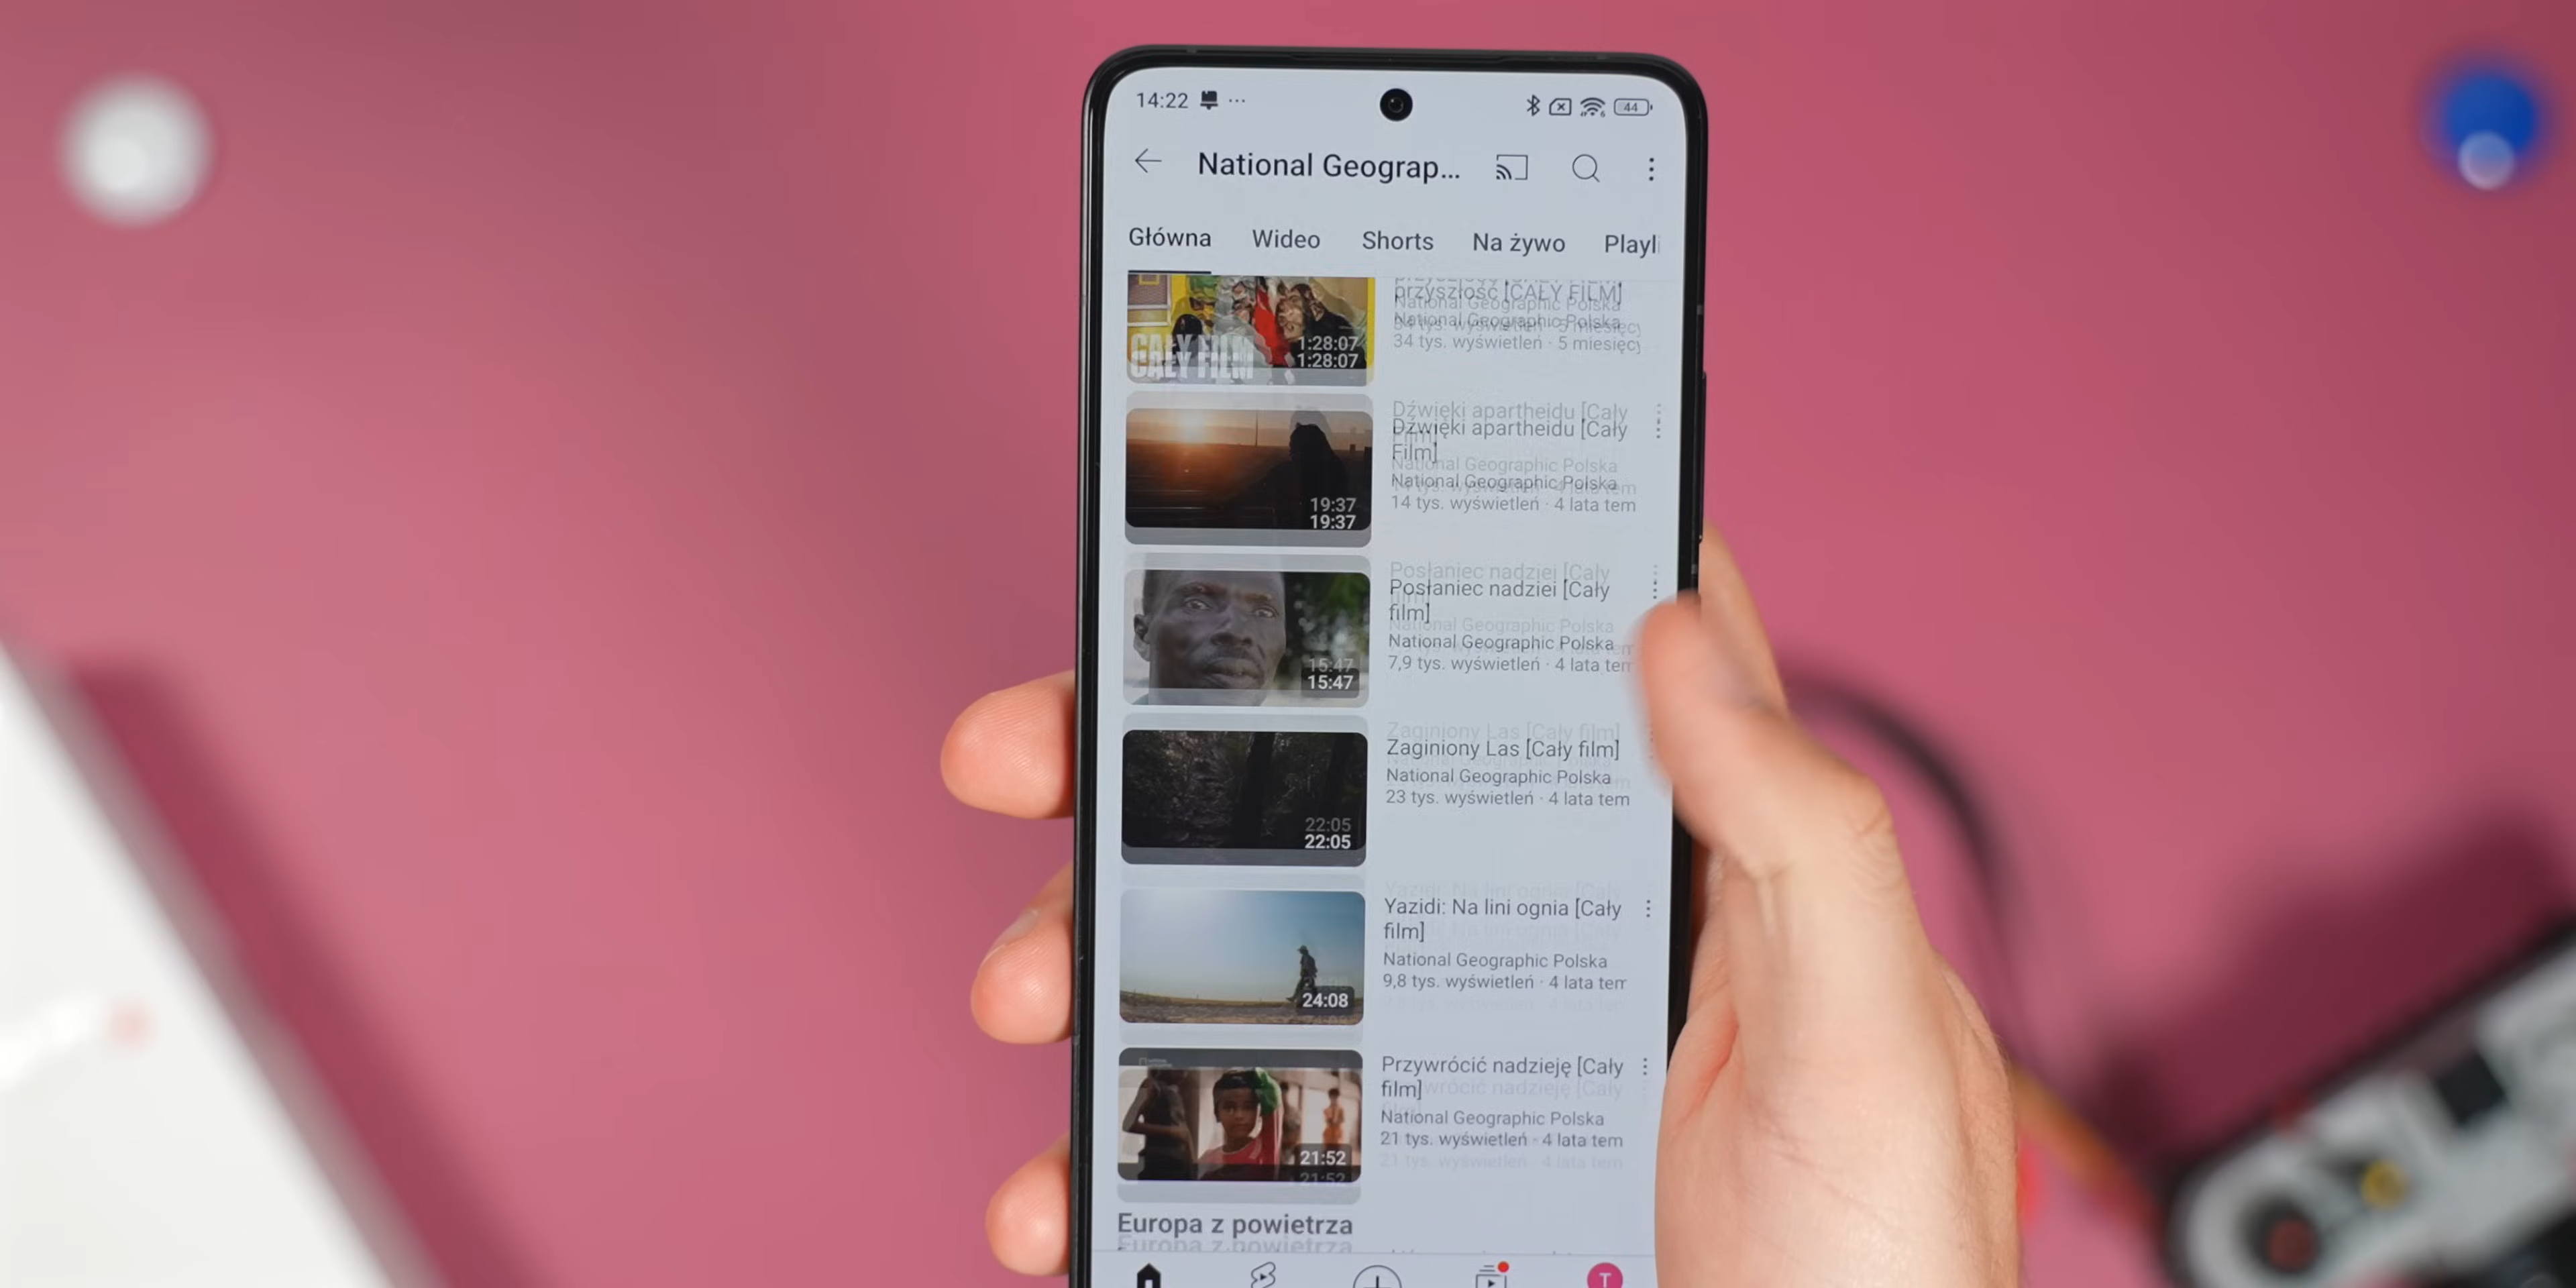 14:22
44
National Geograp...
Główna Wideo Shorts Na żywo Playl
przyszłość [CAŁY FILM]
National Geographic Polska
34 tys. wyświetleń · 5 miesięcy
CAŁY FILM
1:28:07
Dźwięki apartheidu [Cały
Film]
National Geographic Polska
14 tys. wyświetleń · 4 lata tem
19:37
Posłaniec nadziei [Cały
film]
National Geographic Polska
7,9 tys. wyświetleń · 4 lata tem
15:47
Zaginiony Las [Cały film]
National Geographic Polska
23 tys. wyświetleń · 4 lata tem
22:05
Yazidi: Na lini ognia [Cały
film]
National Geographic Polska
9,8 tys. wyświetleń · 4 lata tem
24:08
Przywrócić nadzieję [Cały
film]
National Geographic Polska
21 tys. wyświetleń · 4 lata tem
21:52
Europa z powietrza
T